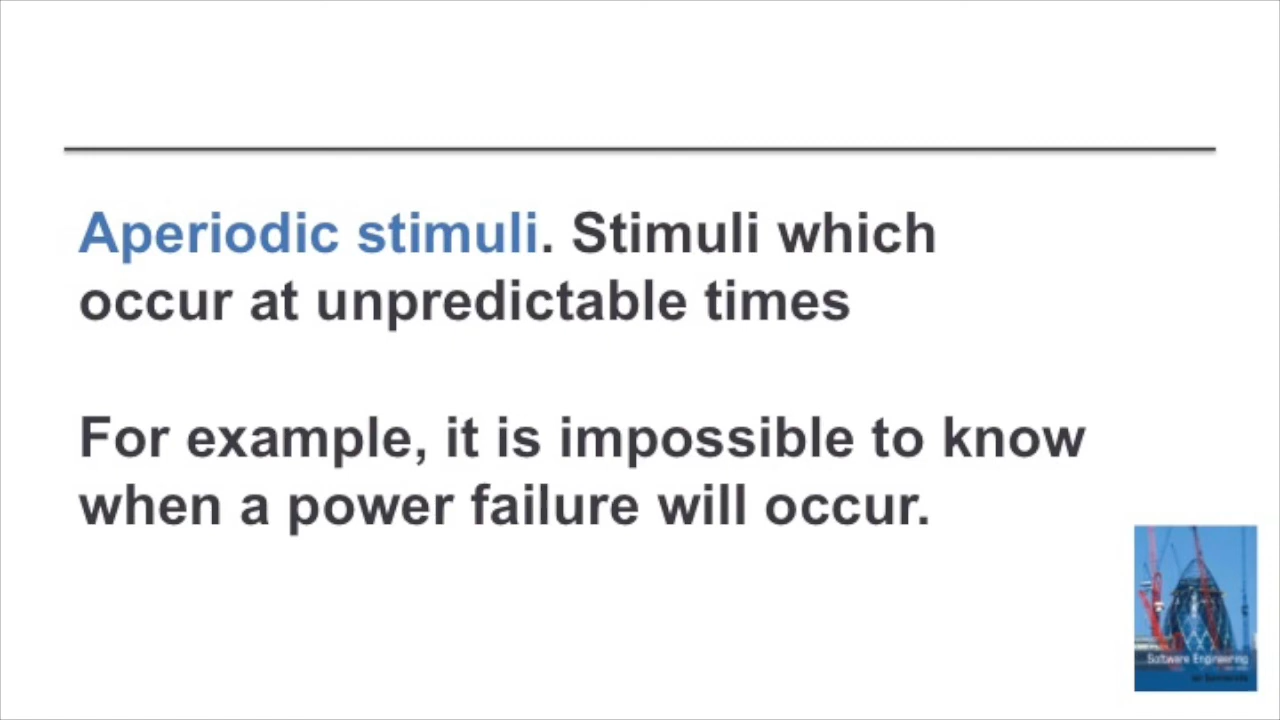 Aperiodic stimuli. Stimuli which
occur at unpredictable times
For example, it is impossible to know
when a power failure will occur.
Software Engineering